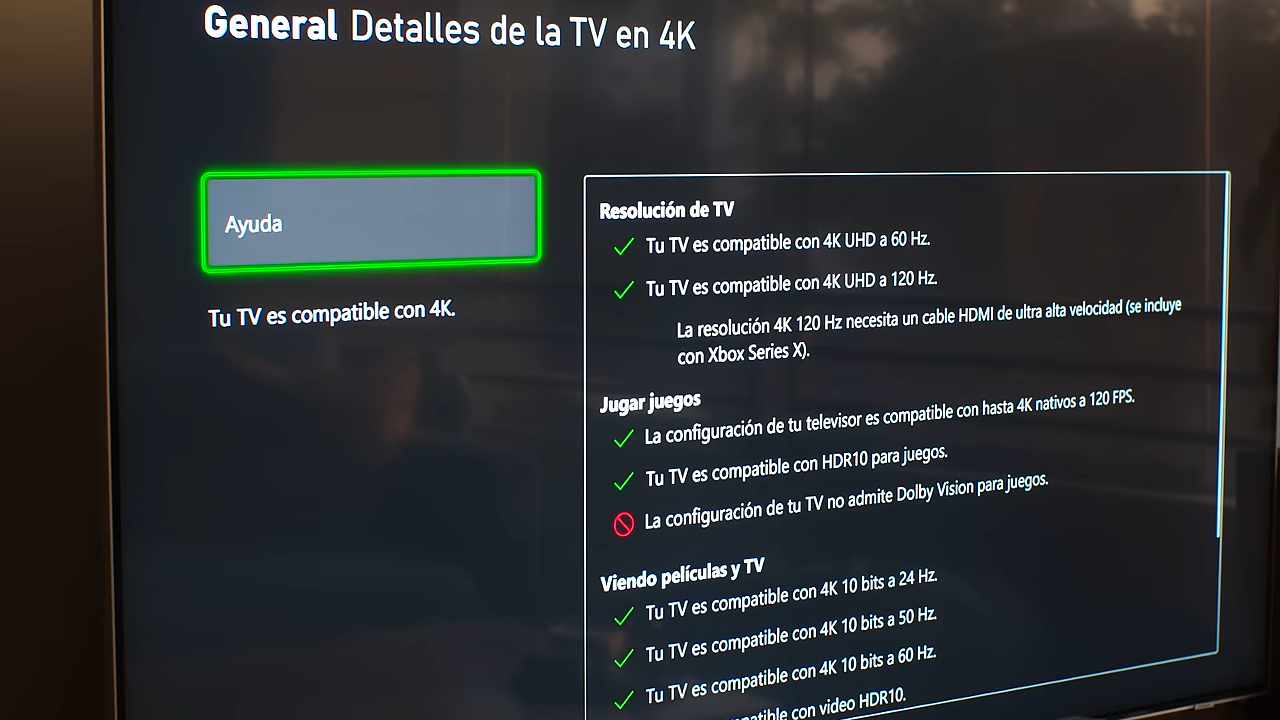 General Detalles de la TV en 4K
Ayuda
Tu TV es compatible con 4K.
Resolución de TV
Tu TV es compatible con 4K UHD a 60 Hz.
Tu TV es compatible con 4K UHD a 120 Hz.
La resolución 4K 120 Hz necesita un cable HDMI de ultra alta velocidad (se incluye
con Xbox Series X).
Jugar juegos
La configuración de tu televisor es compatible con hasta 4K nativos a 120 FPS.
Tu TV es compatible con HDR10 para juegos.
La configuración de tu TV no admite Dolby Vision para juegos.
Viendo películas y TV
Tu TV es compatible con 4K 10 bits a 24 Hz.
Tu TV es compatible con 4K 10 bits a 50 Hz.
Tu TV es compatible con 4K 10 bits a 60 Hz.
con video HDR10.